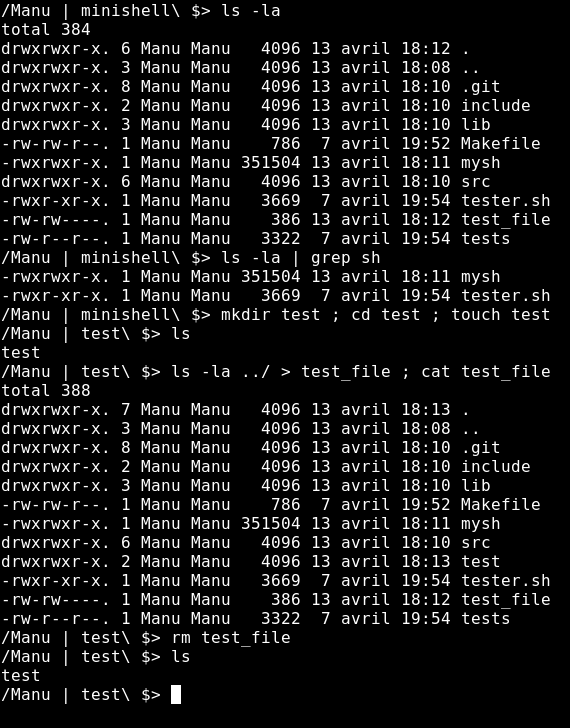 /Manu | minishell\ $> ls -la
total 384
drwxrwxr-x. 6 Manu Manu   4096 13 avril 18:12 .
drwxrwxr-x. 3 Manu Manu   4096 13 avril 18:08 ..
drwxrwxr-x. 8 Manu Manu   4096 13 avril 18:10 .git
drwxrwxr-x. 2 Manu Manu   4096 13 avril 18:10 include
drwxrwxr-x. 3 Manu Manu   4096 13 avril 18:10 lib
-rw-rw-r--. 1 Manu Manu    786  7 avril 19:52 Makefile
-rwxrwxr-x. 1 Manu Manu 351504 13 avril 18:11 mysh
drwxrwxr-x. 6 Manu Manu   4096 13 avril 18:10 src
-rwxr-xr-x. 1 Manu Manu   3669  7 avril 19:54 tester.sh
-rw-rw----. 1 Manu Manu    386 13 avril 18:12 test_file
-rw-r--r--. 1 Manu Manu   3322  7 avril 19:54 tests
/Manu | minishell\ $> ls -la | grep sh
-rwxrwxr-x. 1 Manu Manu 351504 13 avril 18:11 mysh
-rwxr-xr-x. 1 Manu Manu   3669  7 avril 19:54 tester.sh
/Manu | minishell\ $> mkdir test ; cd test ; touch test
/Manu | test\ $> ls
test
/Manu | test\ $> ls -la ../ > test_file ; cat test_file
total 388
drwxrwxr-x. 7 Manu Manu   4096 13 avril 18:13 .
drwxrwxr-x. 3 Manu Manu   4096 13 avril 18:08 ..
drwxrwxr-x. 8 Manu Manu   4096 13 avril 18:10 .git
drwxrwxr-x. 2 Manu Manu   4096 13 avril 18:10 include
drwxrwxr-x. 3 Manu Manu   4096 13 avril 18:10 lib
-rw-rw-r--. 1 Manu Manu    786  7 avril 19:52 Makefile
-rwxrwxr-x. 1 Manu Manu 351504 13 avril 18:11 mysh
drwxrwxr-x. 6 Manu Manu   4096 13 avril 18:10 src
drwxrwxr-x. 2 Manu Manu   4096 13 avril 18:13 test
-rwxr-xr-x. 1 Manu Manu   3669  7 avril 19:54 tester.sh
-rw-rw----. 1 Manu Manu    386 13 avril 18:12 test_file
-rw-r--r--. 1 Manu Manu   3322  7 avril 19:54 tests
/Manu | test\ $> rm test_file
/Manu | test\ $> ls
test
/Manu | test\ $>